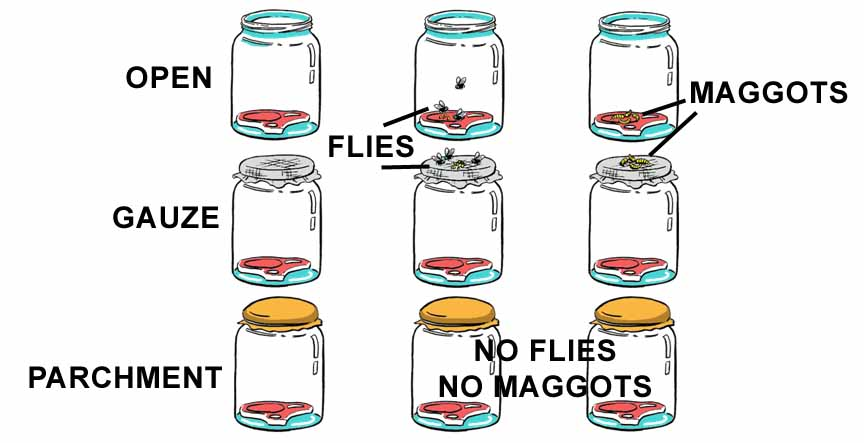 OPEN
MAGGOTS
FLIES
GAUZE
NO FLIES
NO MAGGOTS
PARCHMENT